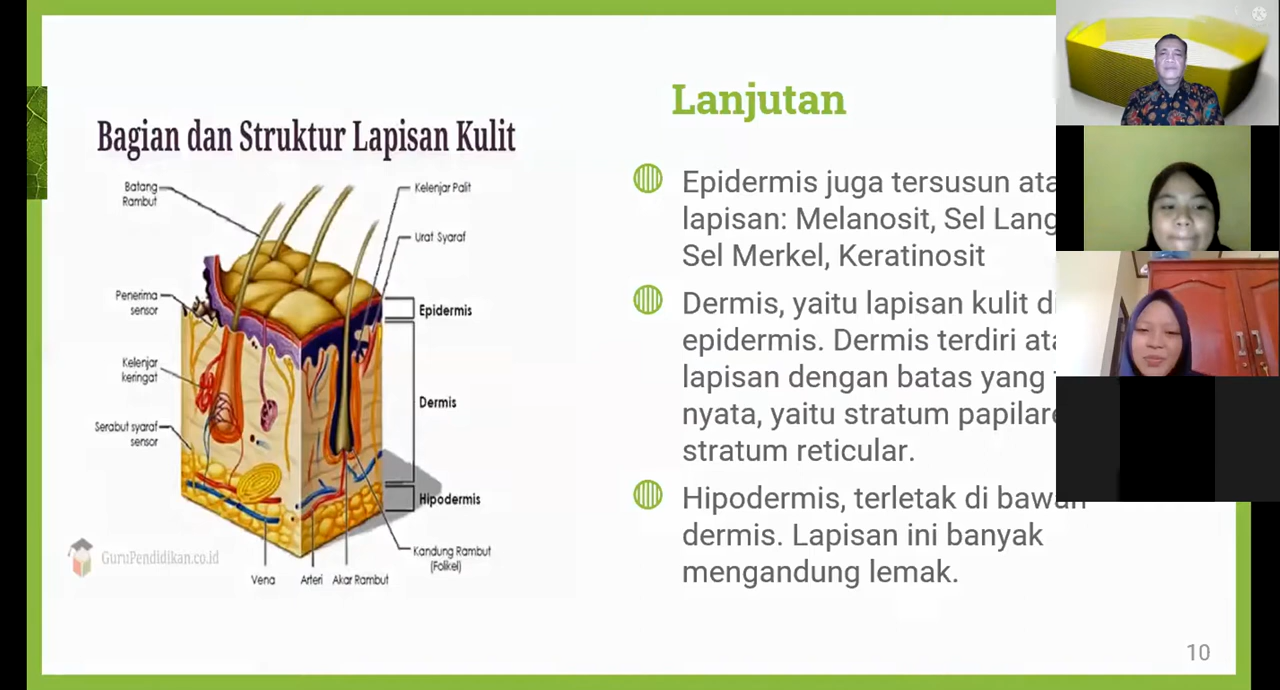 Lanjutan
Bagian dan Struktur Lapisan Kulit
Batang
Rambut
Penerima
sensor
Kelenjar
keringat
Serabut syaraf
sensor
Kelenjar Palit
Urat Syaraf
Epidermis
Dermis
Hipodermis
Kandung Rambut
(Folikel)
Vena
Arteri
Akar Rambut
GuruPendidikan.co.id
Epidermis juga tersusun ata
lapisan: Melanosit, Sel Lang
Sel Merkel, Keratinosit
Dermis, yaitu lapisan kulit di
epidermis. Dermis terdiri ata
lapisan dengan batas yang
nyata, yaitu stratum papilare
stratum reticular.
Hipodermis, terletak di bawah
dermis. Lapisan ini banyak
mengandung lemak.
10